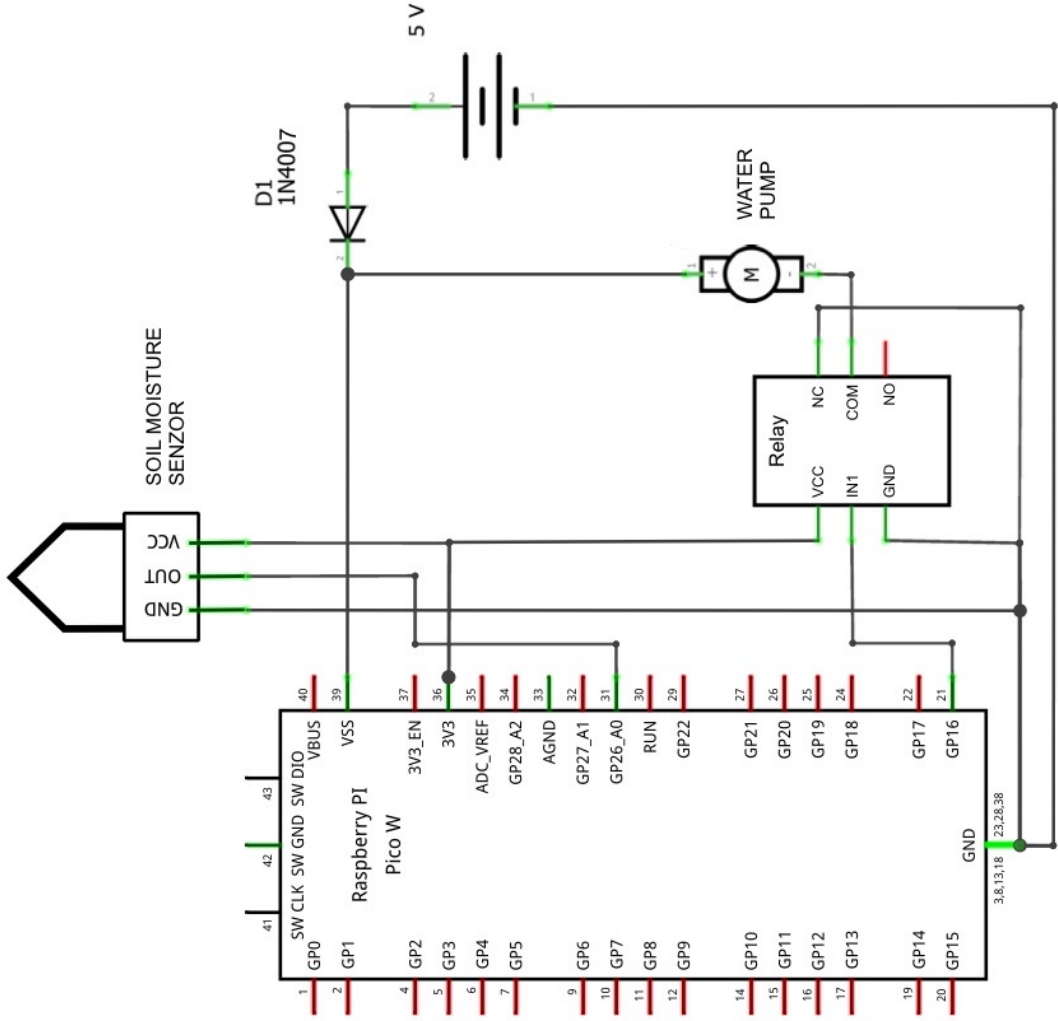 5 V
2
1
D1
1N4007
1
2
WATER
PUMP
1
+
M
-
2
SOIL MOISTURE
SENZOR
VCC
OUT
GND
Relay
NC
COM
NO
VCC
IN1
GND
40
39
37
36
35
34
33
32
31
30
29
27
26
25
24
22
21
VBUS
VSS
3V3_EN
3V3
ADC_VREF
GP28_A2
AGND
GP27_A1
GP26_A0
RUN
GP22
GP21
GP20
GP19
GP18
GP17
GP16
43
SW DIO
42
SW GND
41
SW CLK
Raspberry PI
Pico W
GND
23,28,38
3,8,13,18
GP0
GP1
GP2
GP3
GP4
GP5
GP6
GP7
GP8
GP9
GP10
GP11
GP12
GP13
GP14
GP15
1
2
4
5
6
7
9
10
11
12
14
15
16
17
19
20